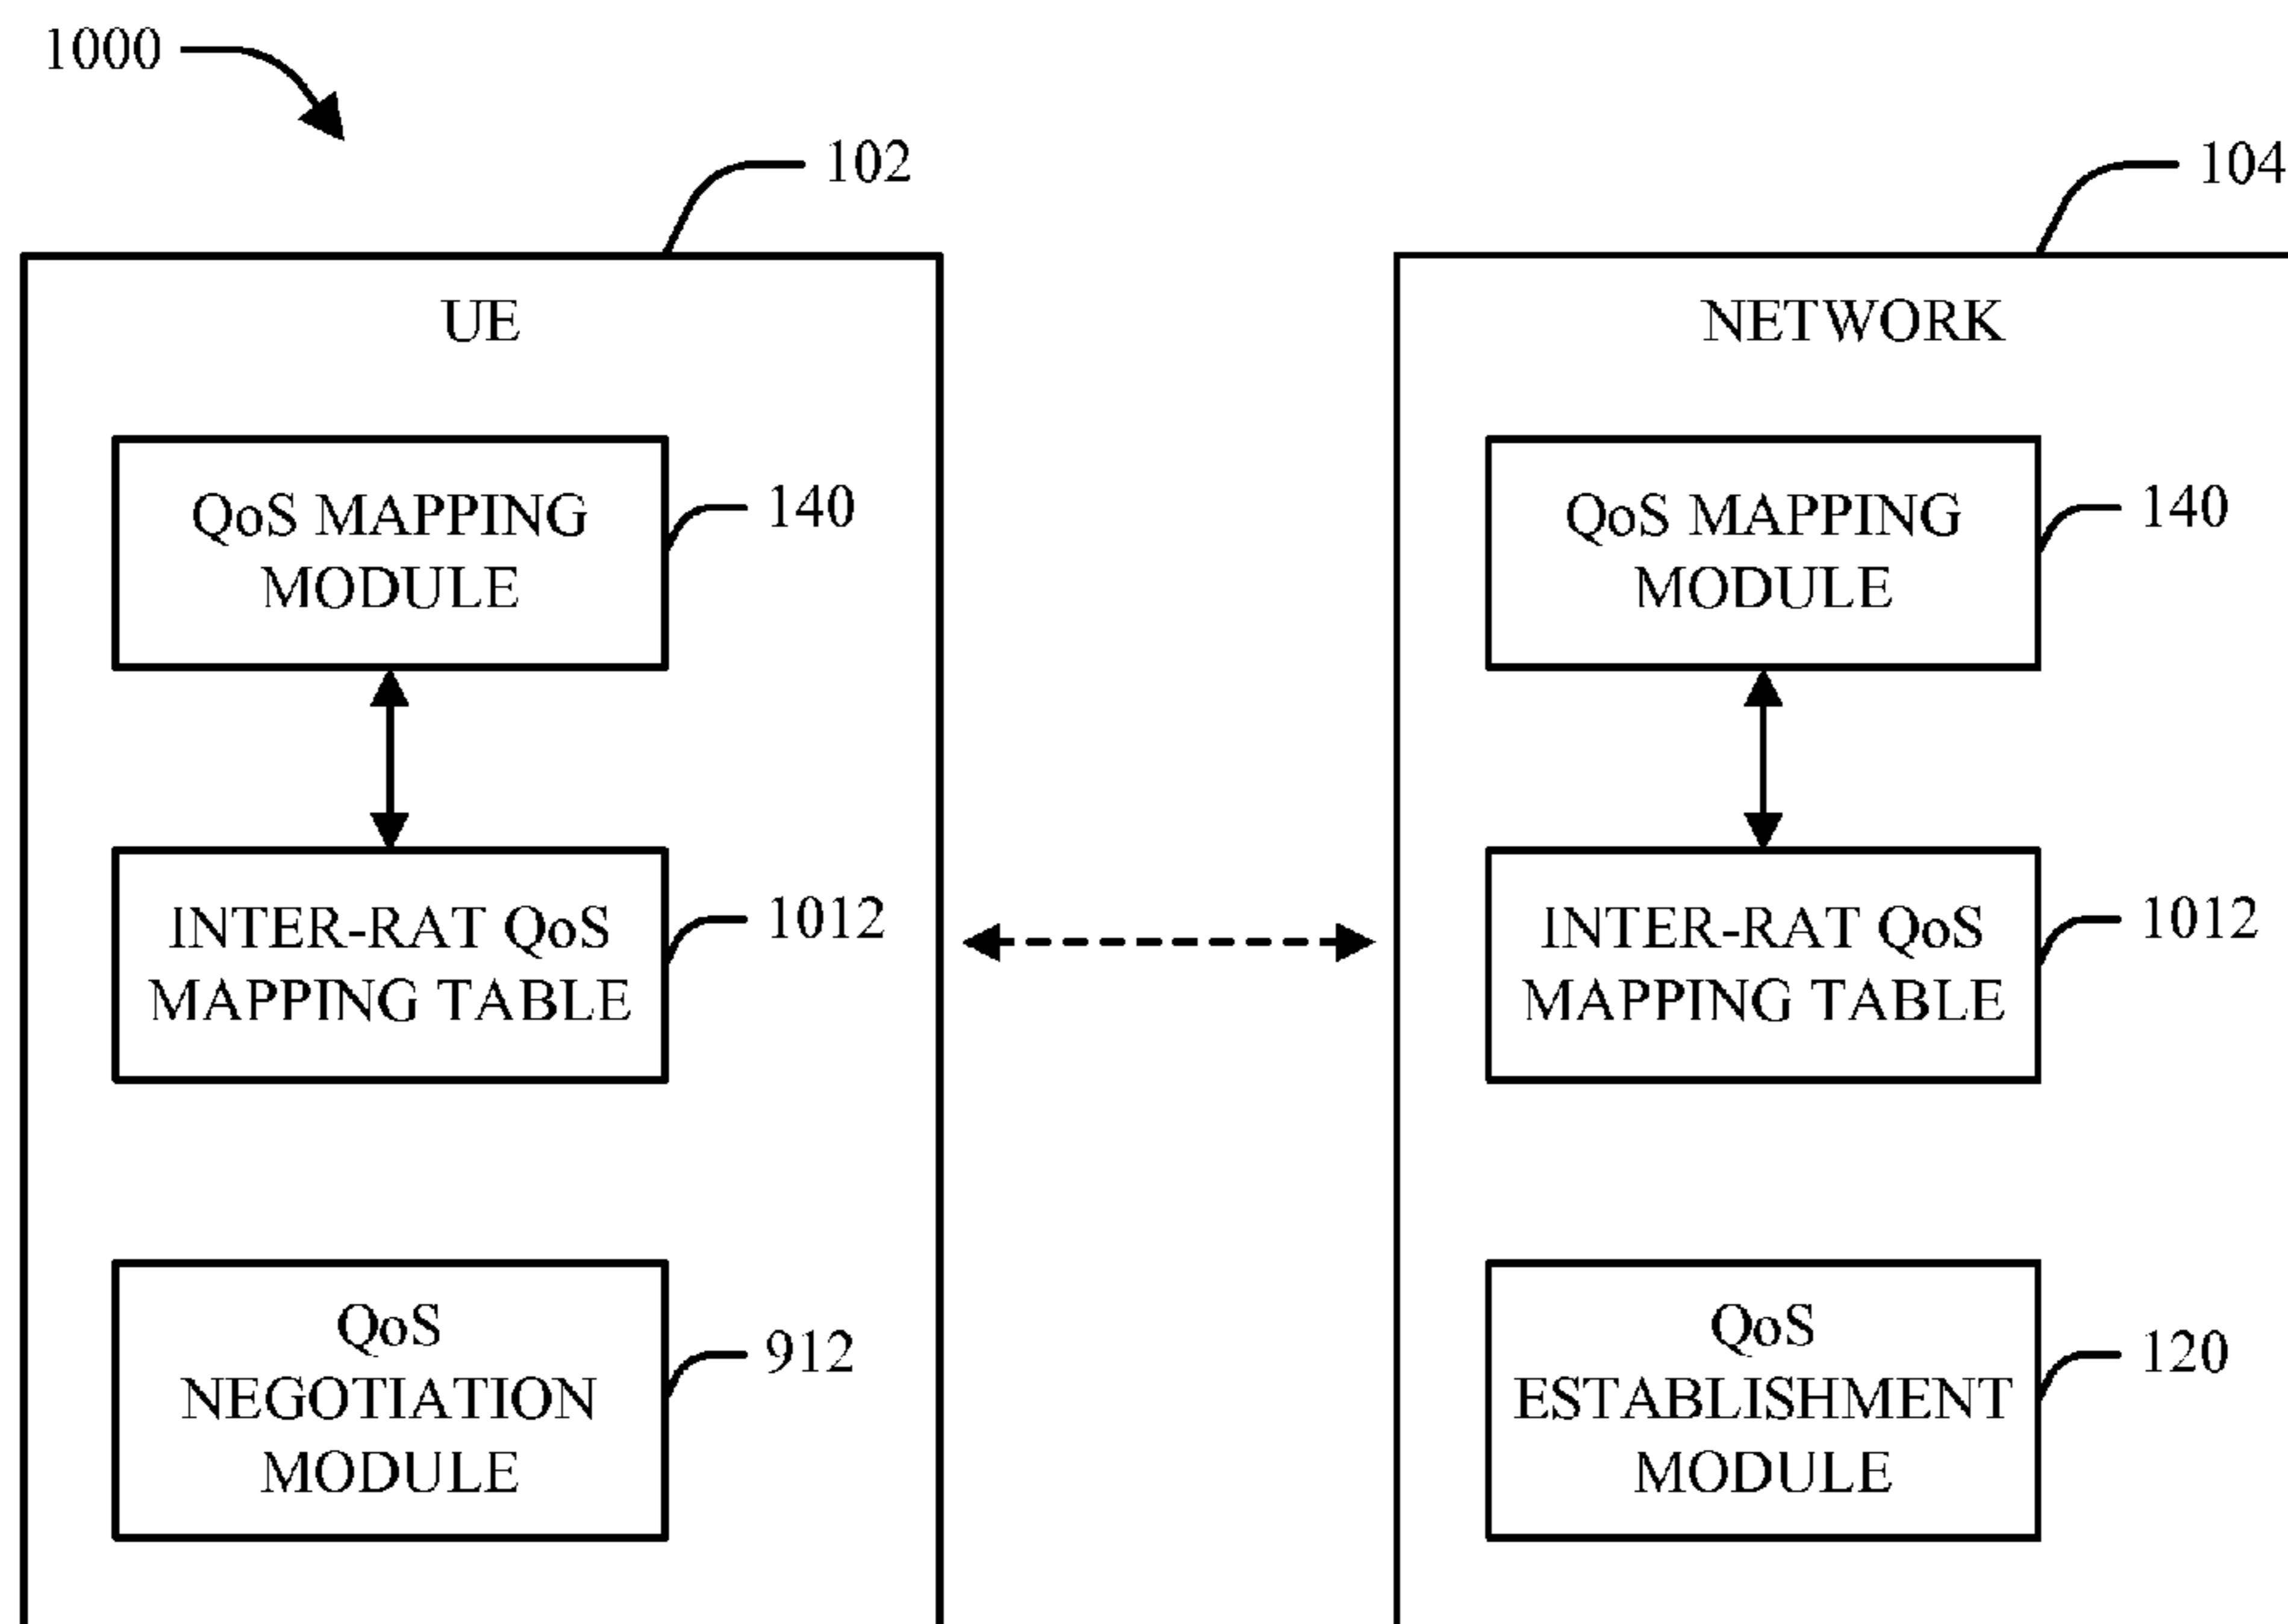 1000
102
104
UE
NETWORK
QoS MAPPING
MODULE
140
QoS MAPPING
MODULE
140
INTER-RAT QoS
MAPPING TABLE
1012
INTER-RAT QoS
MAPPING TABLE
1012
QoS
NEGOTIATION
MODULE
912
QoS
ESTABLISHMENT
MODULE
120